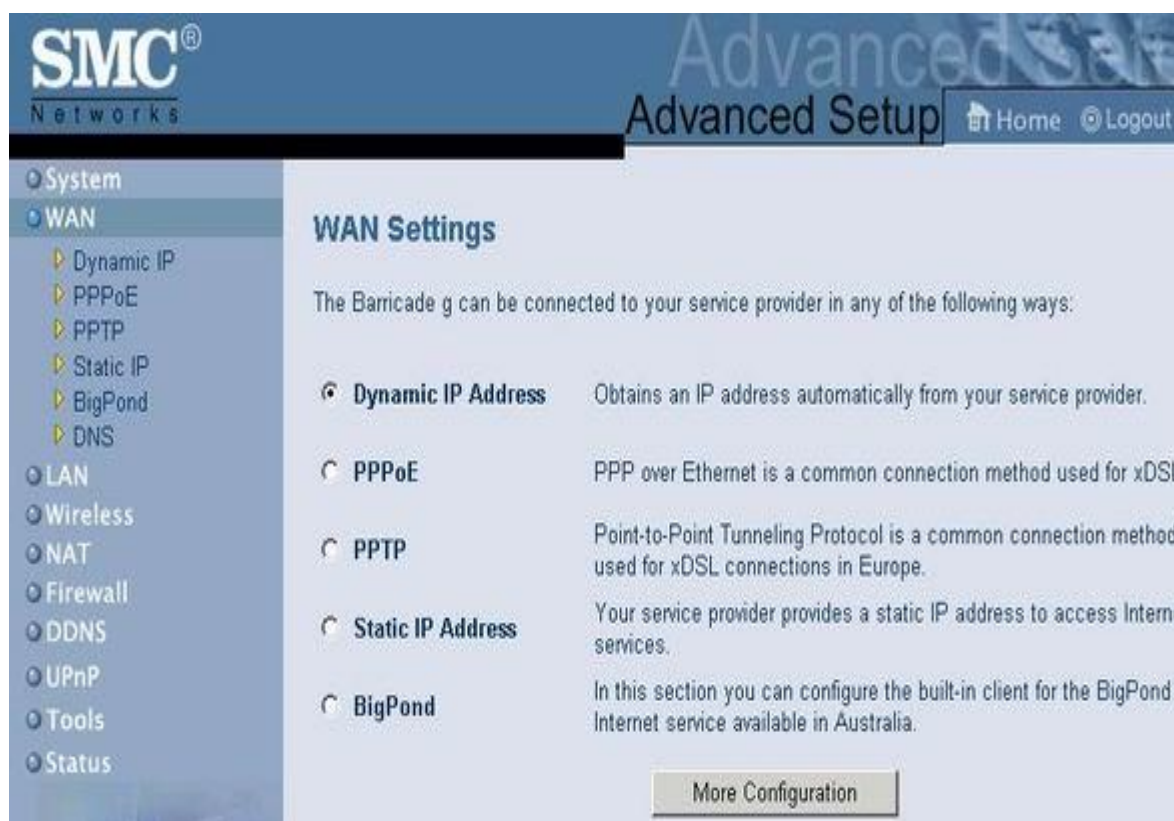 SMC®
Networks
Advanced
Advanced Setup
Home
Logout
System
WAN
Dynamic IP
PPPoE
PPTP
Static IP
BigPond
DNS
LAN
Wireless
NAT
Firewall
DDNS
UPnP
Tools
Status
WAN Settings
The Barricade g can be connected to your service provider in any of the following ways:
Dynamic IP Address
Obtains an IP address automatically from your service provider.
PPPoE
PPP over Ethernet is a common connection method used for xDSL
PPTP
Point-to-Point Tunneling Protocol is a common connection method
used for xDSL connections in Europe.
Static IP Address
Your service provider provides a static IP address to access Intern
services.
BigPond
In this section you can configure the built-in client for the BigPond
Internet service available in Australia.
More Configuration